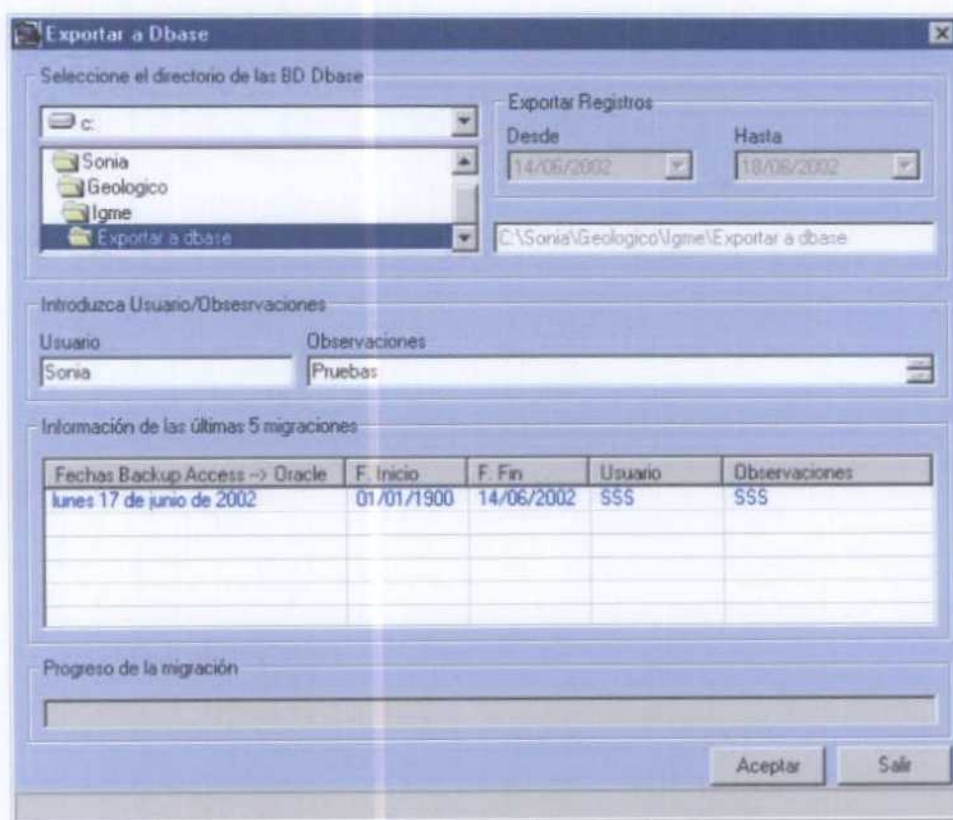 Exportar a Dbase
Seleccione el directorio de las BD Dbase
c:
Sonia
Geologico
Igme
Exportar a dbase
Exportar Registros
Desde Hasta
14/06/2002 18/06/2002
C:\Sonia\Geologico\Igme\Exportar a dbase
Introduzca Usuario/Obsesrvaciones
Usuario Observaciones
Sonia Pruebas
Información de las últimas 5 migraciones
Fechas Backup Access --> Oracle F. Inicio F. Fin Usuario Observaciones
lunes 17 de junio de 2002 01/01/1900 14/06/2002 SSS SSS
Progreso de la migración
Aceptar Salir